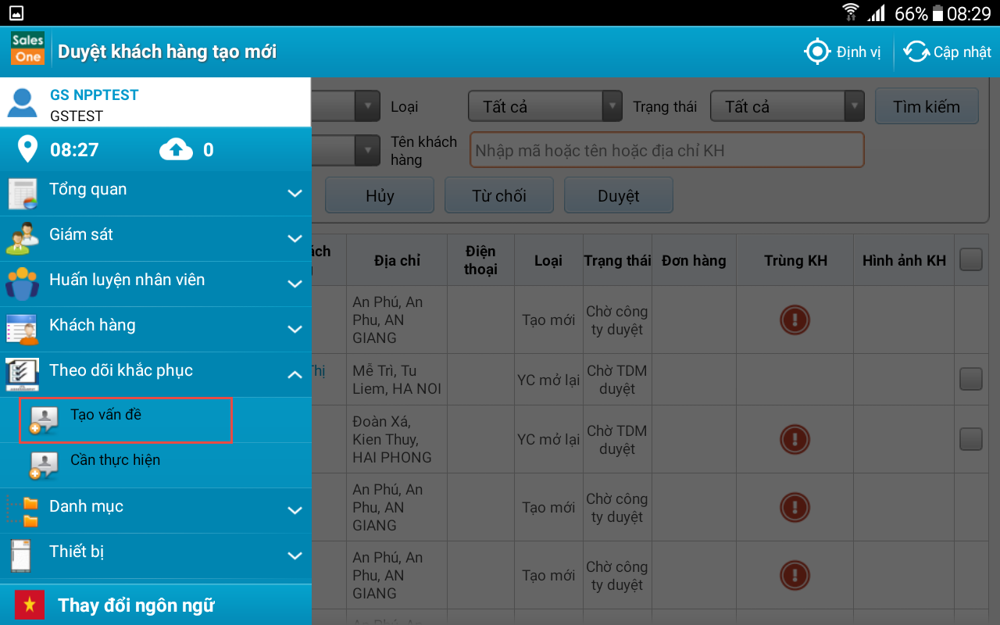 66% 08:29
Sales One
Duyệt khách hàng tạo mới
Định vị
Cập nhật
GS NPPTEST
GSTEST
08:27
0
Tổng quan
Giám sát
Huấn luyện nhân viên
Khách hàng
Theo dõi khắc phục
Tạo vấn đề
Cần thực hiện
Danh mục
Thiết bị
Thay đổi ngôn ngữ
Loại
Tất cả
Trạng thái
Tất cả
Tìm kiếm
Tên khách
hàng
Nhập mã hoặc tên hoặc địa chỉ KH
Hủy
Từ chối
Duyệt
Địa chỉ
Điện
thoại
Loại
Trạng thái
Đơn hàng
Trùng KH
Hình ảnh KH
An Phú, An
Phu, AN
GIANG
Tạo mới
Chờ công
ty duyệt
Thị
Mễ Trì, Tu
Liem, HA NOI
YC mở lại
Chờ TDM
duyệt
Đoàn Xá,
Kien Thuy,
HAI PHONG
YC mở lại
Chờ TDM
duyệt
An Phú, An
Phu, AN
GIANG
Tạo mới
Chờ công
ty duyệt
An Phú, An
Phu, AN
GIANG
Tạo mới
Chờ công
ty duyệt